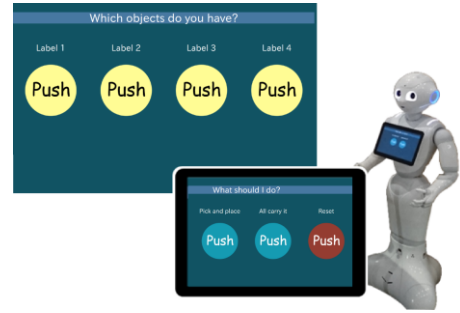 Which objects do you have?
Label 1 Label 2 Label 3 Label 4
Push Push Push Push
What should I do?
Pick and place All carry it Reset
Push Push Push